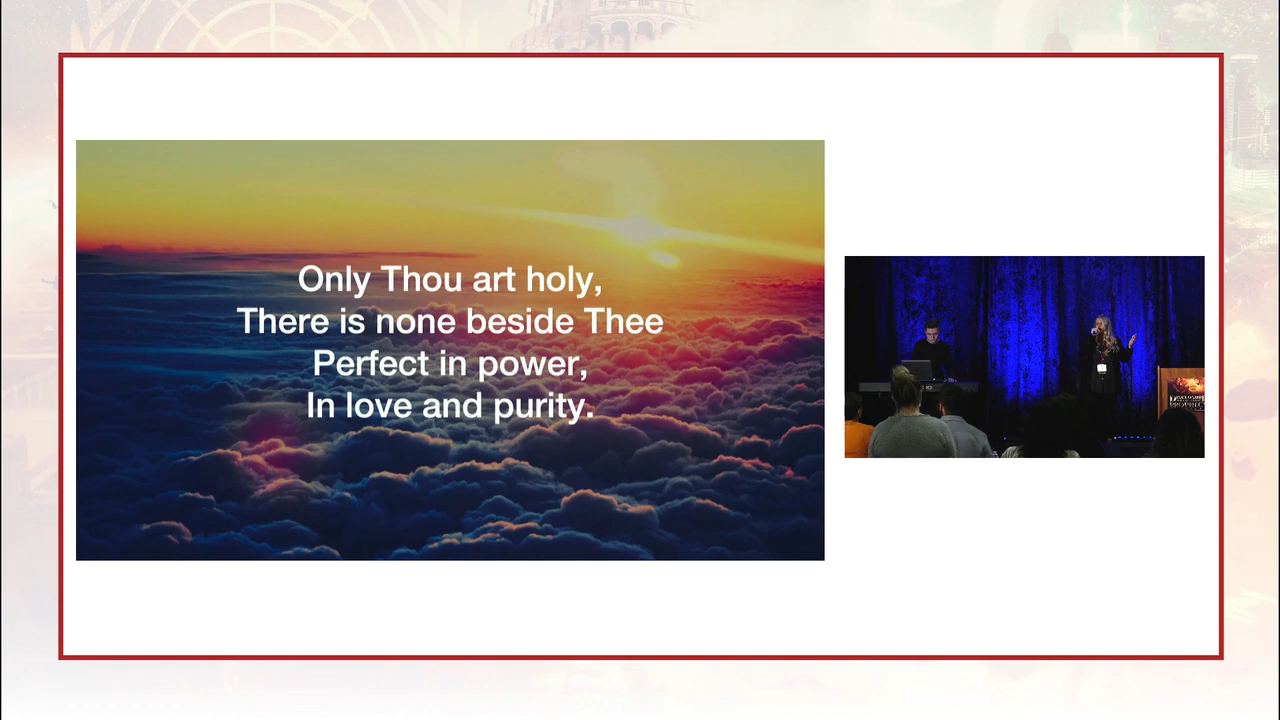 Only Thou art holy,
There is none beside Thee
Perfect in power,
In love and purity.